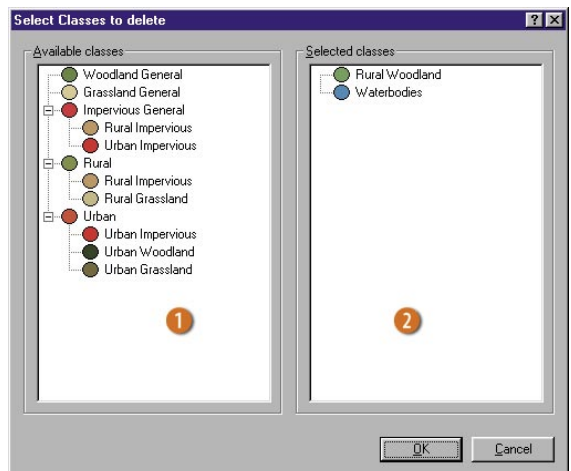 Select Classes to delete
Available classes
Woodland General
Grassland General
Impervious General
Rural Impervious
Urban Impervious
Rural
Rural Impervious
Rural Grassland
Urban
Urban Impervious
Urban Woodland
Urban Grassland
1
Selected classes
Rural Woodland
Waterbodies
2
OK
Cancel